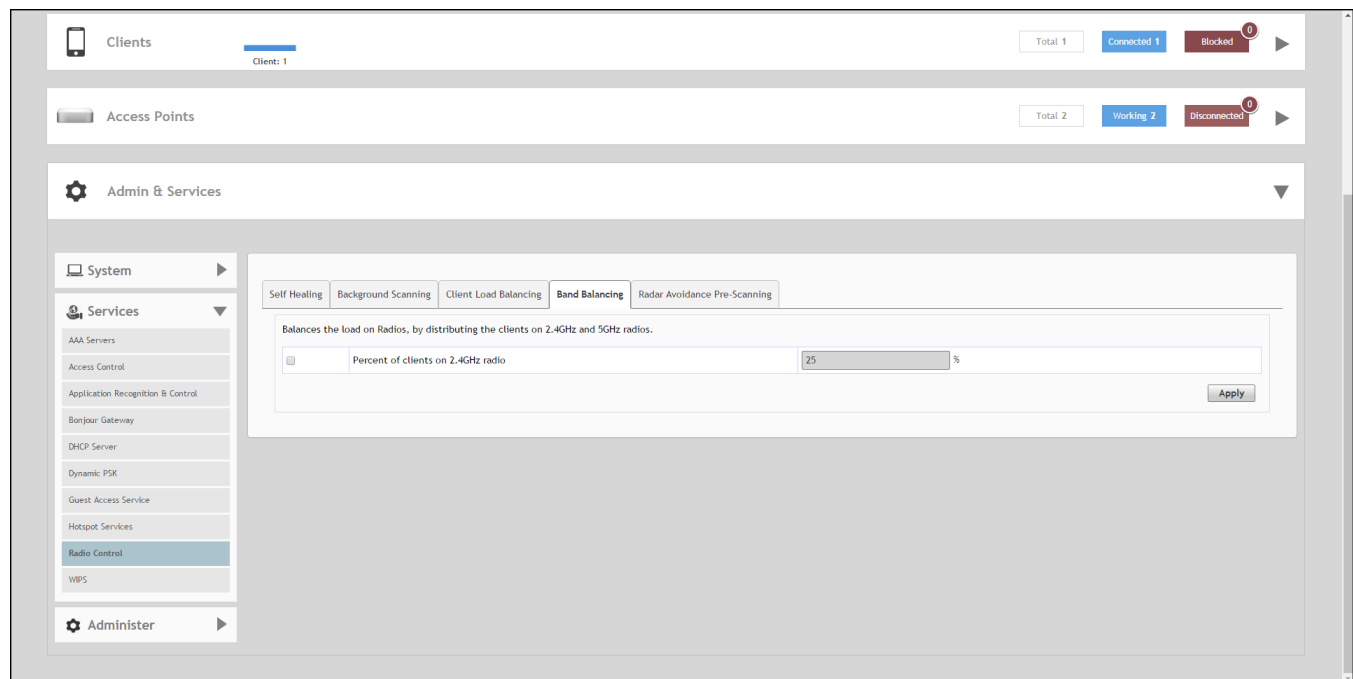 Clients
Client: 1
Total 1
Connected 1
Blocked
0
Access Points
Total 2
Working 2
Disconnected
0
Admin & Services
System
Services
AAA Servers
Access Control
Application Recognition & Control
Bonjour Gateway
DHCP Server
Dynamic PSK
Guest Access Service
Hotspot Services
Radio Control
WIPS
Administer
Self Healing
Background Scanning
Client Load Balancing
Band Balancing
Radar Avoidance Pre-Scanning
Balances the load on Radios, by distributing the clients on 2.4GHz and 5GHz radios.
Percent of clients on 2.4GHz radio
25 %
Apply